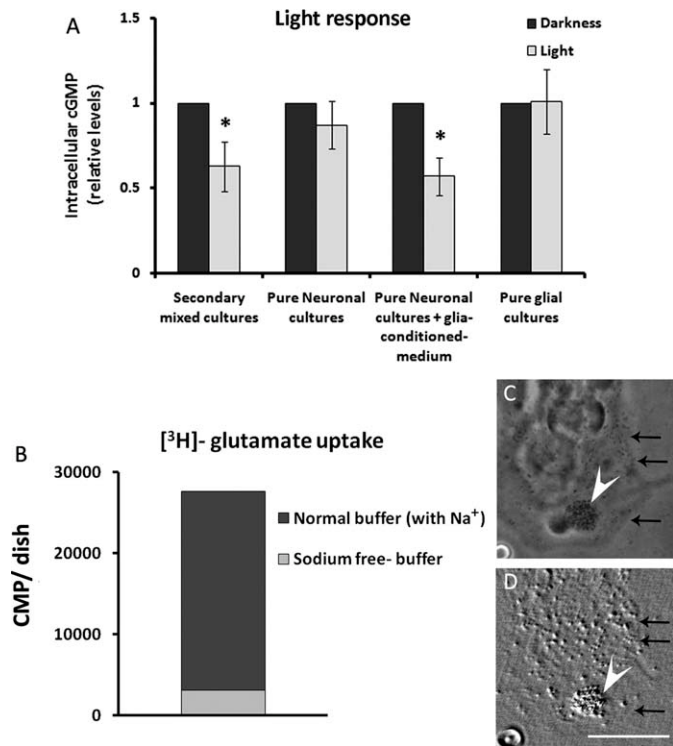 A
Light response
Darkness
Light
Intracellular cGMP
(relative levels)
1.5
1
0.5
0
*
*
Secondary
mixed cultures
Pure Neuronal
cultures
Pure Neuronal
cultures + glia-
conditioned-
medium
Pure glial
cultures
B
[³H]- glutamate uptake
CMP/ dish
30000
20000
10000
0
Normal buffer (with Na⁺)
Sodium free- buffer
C
D